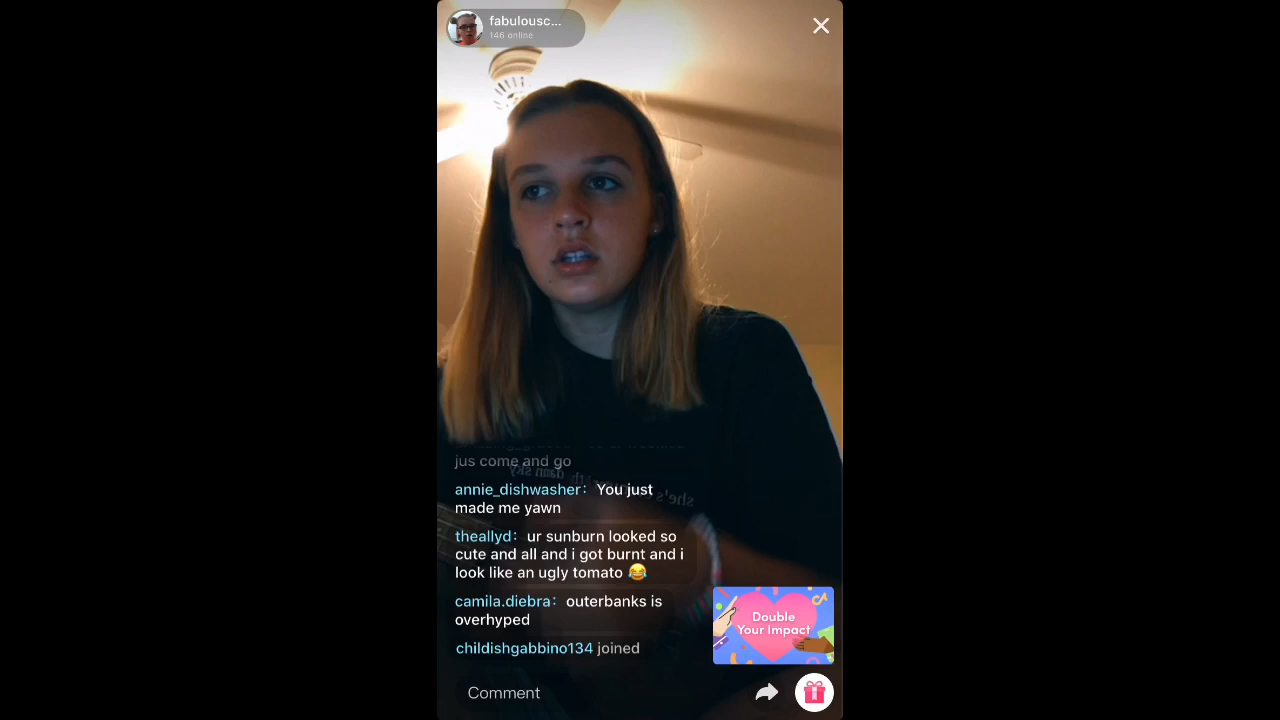 fabulousc...
146 online
jus come and go
annie_dishwasher: You just
made me yawn
theallyd: ur sunburn looked so
cute and all and i got burnt and i
look like an ugly tomato 😂
camila.diebra: outerbanks is
overhyped
childishgabbino134 joined
Double
Your Impact
Comment